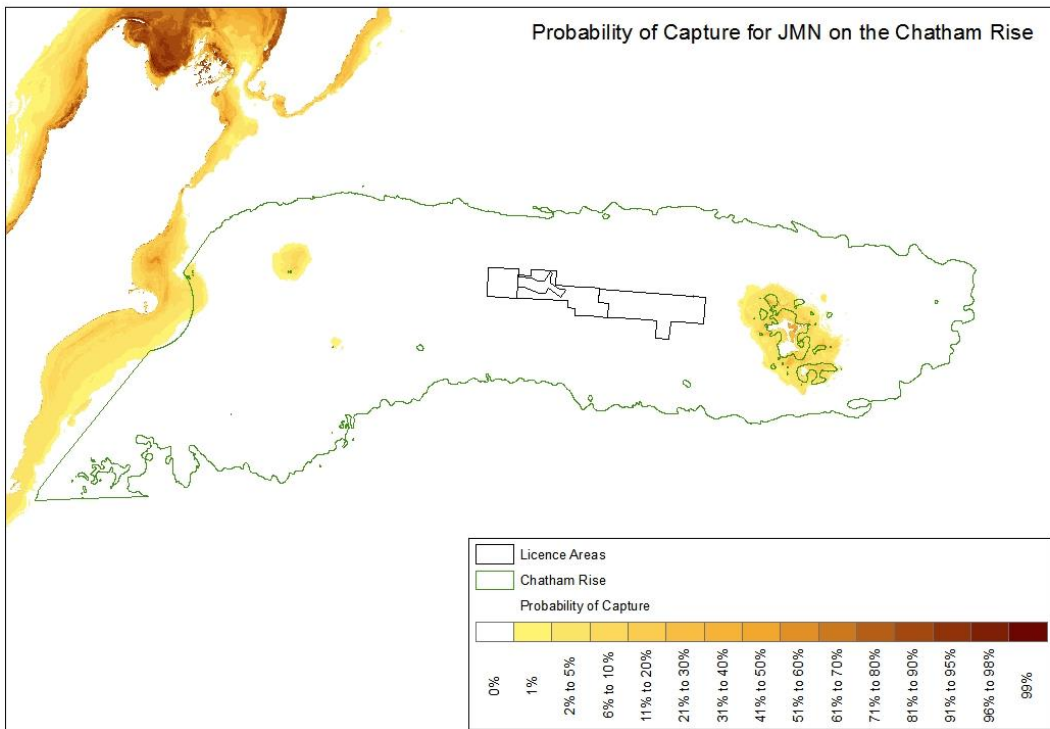 Probability of Capture for JMN on the Chatham Rise
Licence Areas
Chatham Rise
Probability of Capture
0%
1%
2% to 5%
6% to 10%
11% to 20%
21% to 30%
31% to 40%
41% to 50%
51% to 60%
61% to 70%
71% to 80%
81% to 90%
91% to 95%
96% to 98%
99%